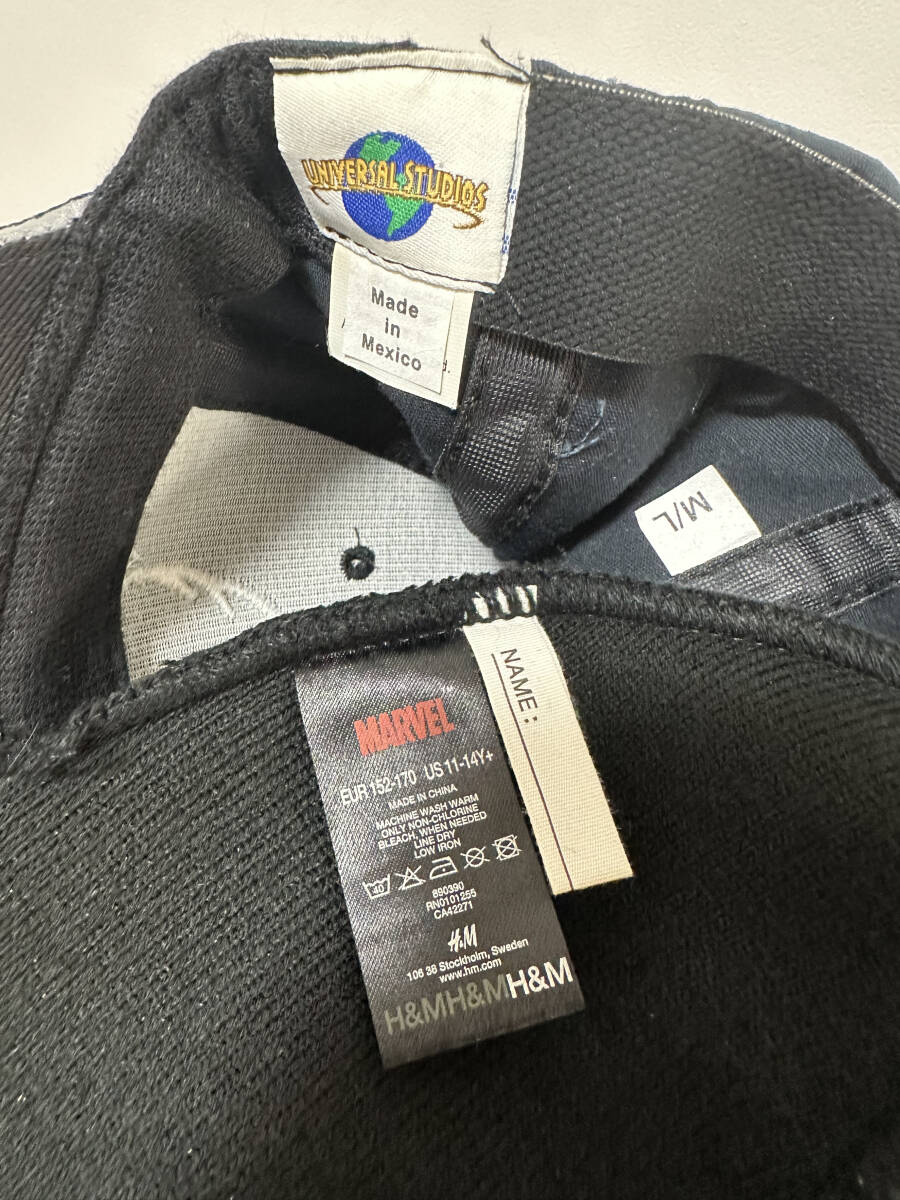 UNIVERSAL STUDIOS
Made
in
Mexico
d.
M/L
NAME:
MARVEL
EUR 152-170 US 11-14Y+
MADE IN CHINA
MACHINE WASH WARM
ONLY NON-CHLORINE
BLEACH, WHEN NEEDED
LINE DRY
LOW IRON
40
890390
RN0101255
CA42271
H&M
106 38 Stockholm, Sweden
www.hm.com
H&MH&MH&M